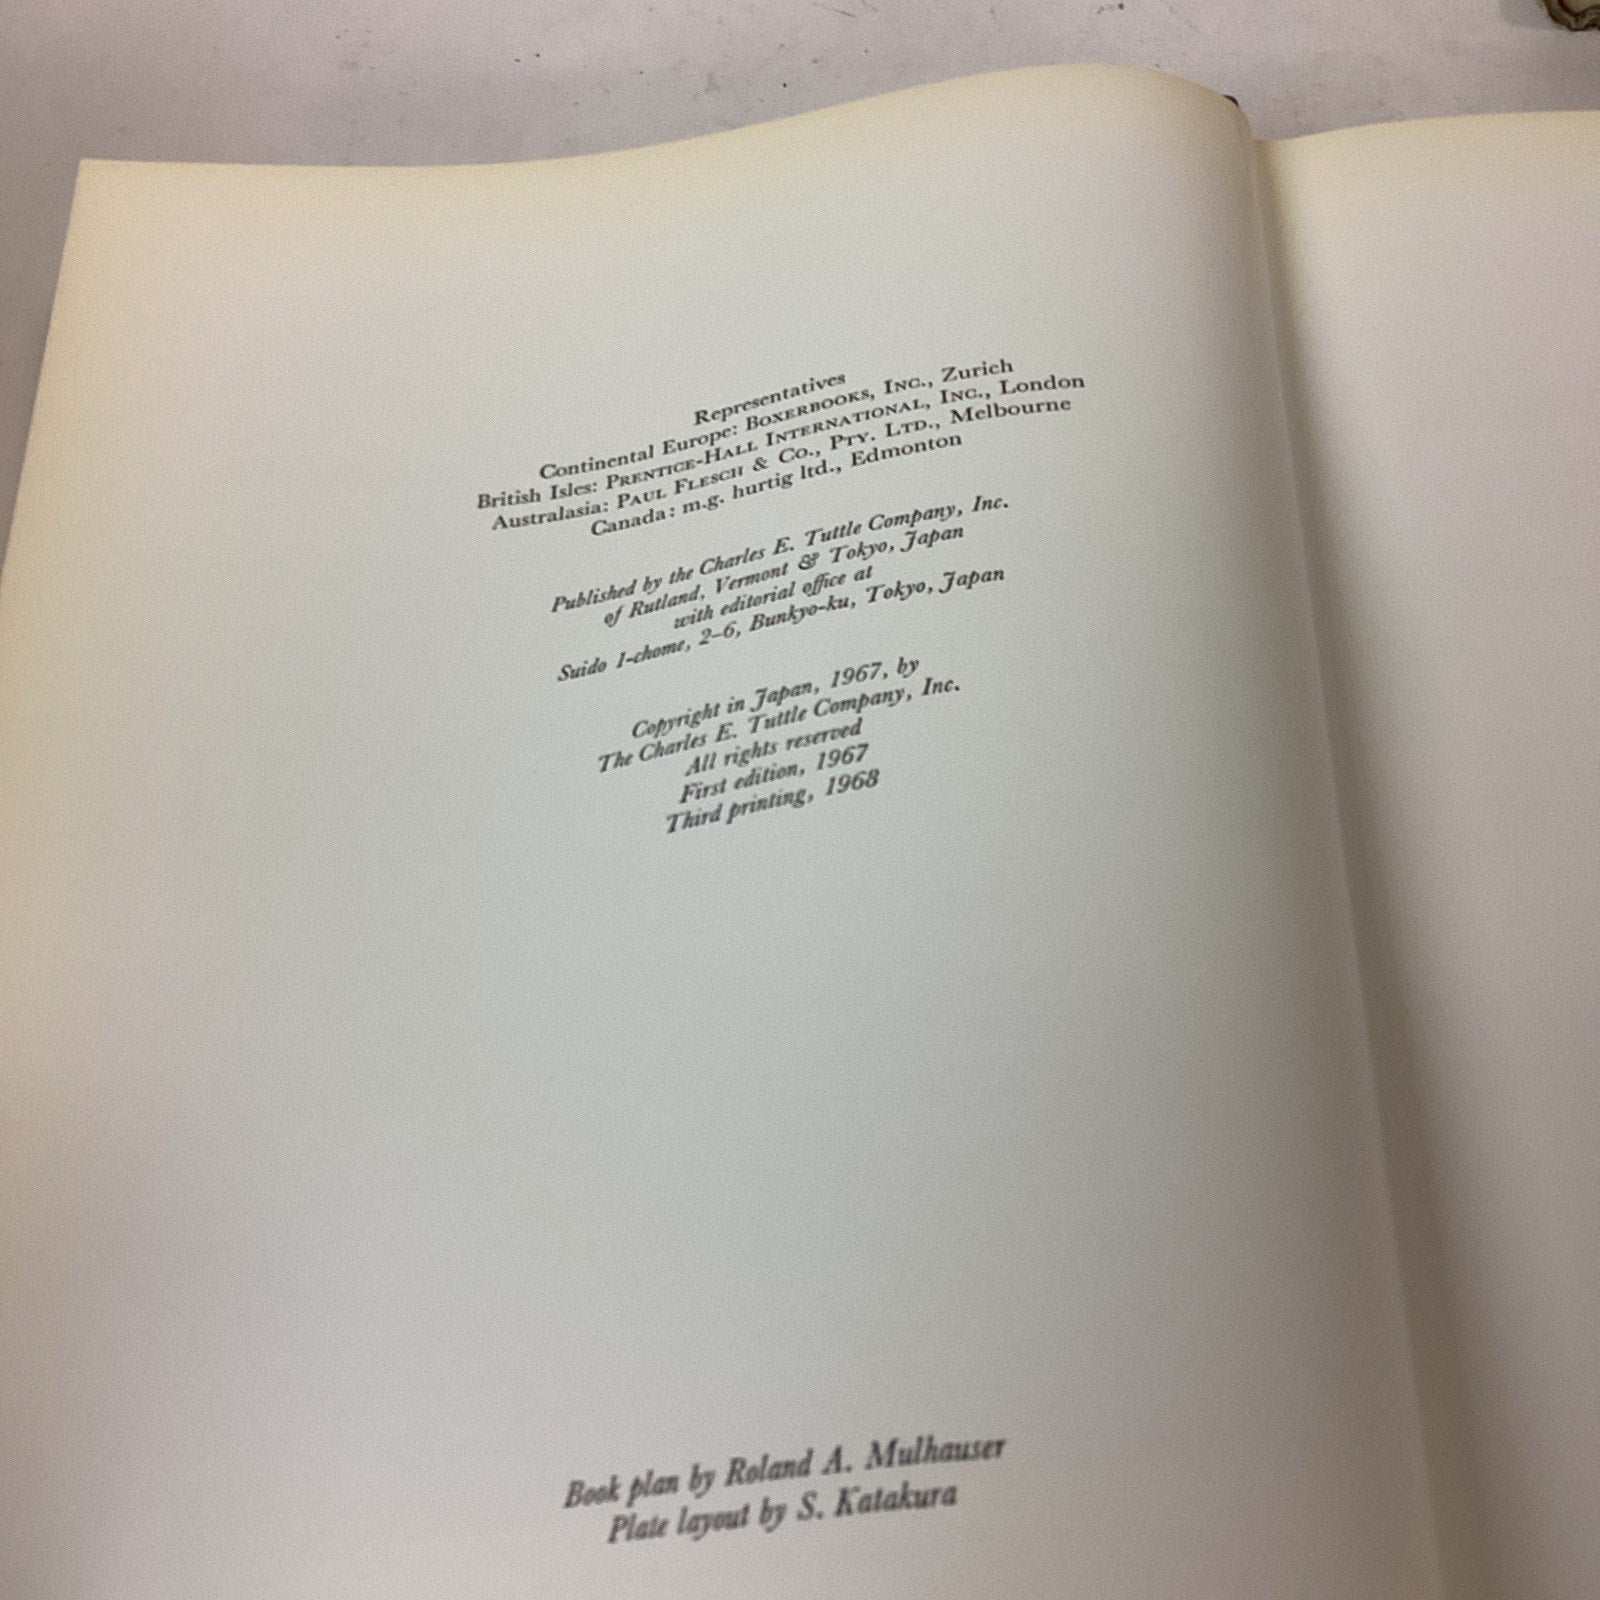 Representatives
Continental Europe: BOXERBOOKS, INC., Zurich
British Isles: PRENTICE-HALL INTERNATIONAL, INC., London
Australasia: PAUL FLESCH & CO., PTY. LTD., Melbourne
Canada: m.g. hurtig ltd., Edmonton
Published by the Charles E. Tuttle Company, Inc.
of Rutland, Vermont & Tokyo, Japan
with editorial office at
Suido 1-chome, 2–6, Bunkyo-ku, Tokyo, Japan
Copyright in Japan, 1967, by
The Charles E. Tuttle Company, Inc.
All rights reserved
First edition, 1967
Third printing, 1968
Book plan by Roland A. Mulhauser
Plate layout by S. Katakura